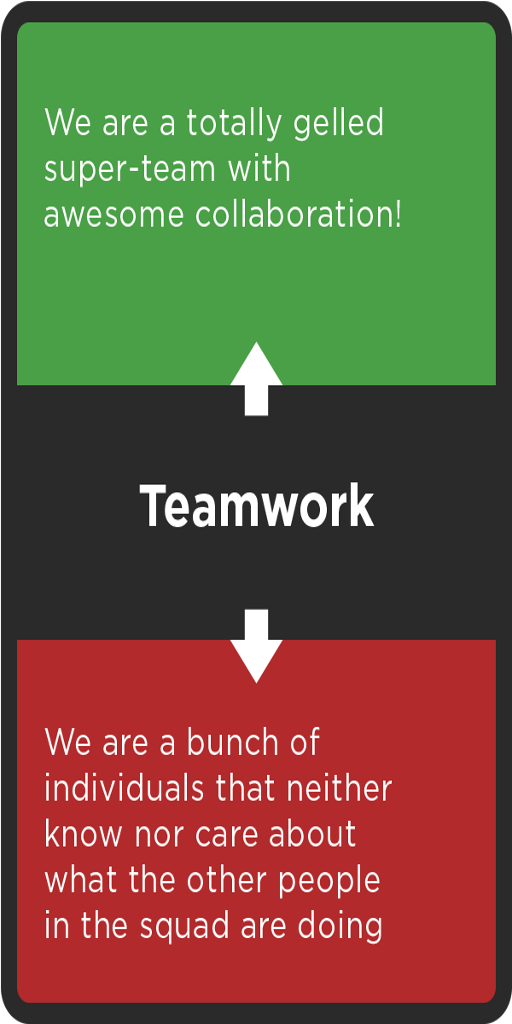 We are a totally gelled
super-team with
awesome collaboration!
Teamwork
We are a bunch of
individuals that neither
know nor care about
what the other people
in the squad are doing